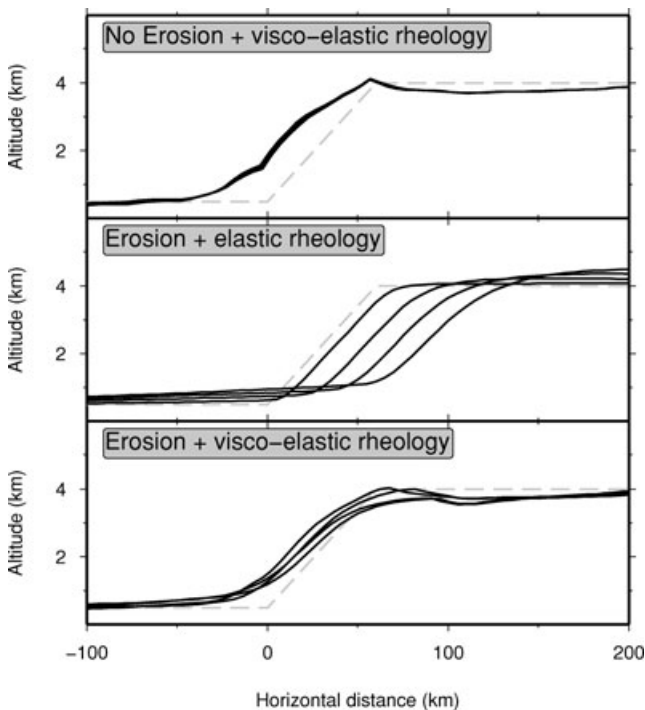 No Erosion + visco-elastic rheology
4
2
Altitude (km)
Erosion + elastic rheology
4
2
Altitude (km)
Erosion + visco-elastic rheology
4
2
Altitude (km)
−100 0 100 200
Horizontal distance (km)